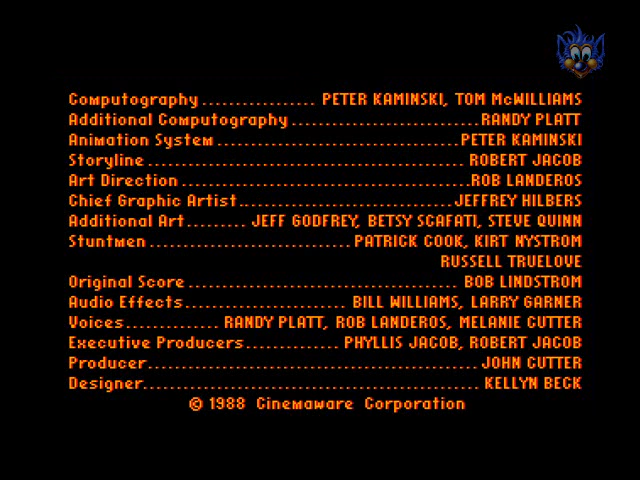 Computography................. PETER KAMINSKI, TOM McWILLIAMS
Additional Computography............................RANDY PLATT
Animation System....................................PETER KAMINSKI
Storyline............................................... ROBERT JACOB
Art Direction...........................................ROB LANDEROS
Chief Graphic Artist................................JEFFREY HILBERS
Additional Art......... JEFF GODFREY, BETSY SCAFATI, STEVE QUINN
Stuntmen..............................PATRICK COOK, KIRT NYSTROM
RUSSELL TRUELOVE
Original Score........................................ BOB LINDSTROM
Audio Effects........................ BILL WILLIAMS, LARRY GARNER
Voices.............. RANDY PLATT, ROB LANDEROS, MELANIE CUTTER
Executive Producers.............. PHYLLIS JACOB, ROBERT JACOB
Producer.................................................JOHN CUTTER
Designer.................................................. KELLYN BECK
© 1988 Cinemaware Corporation